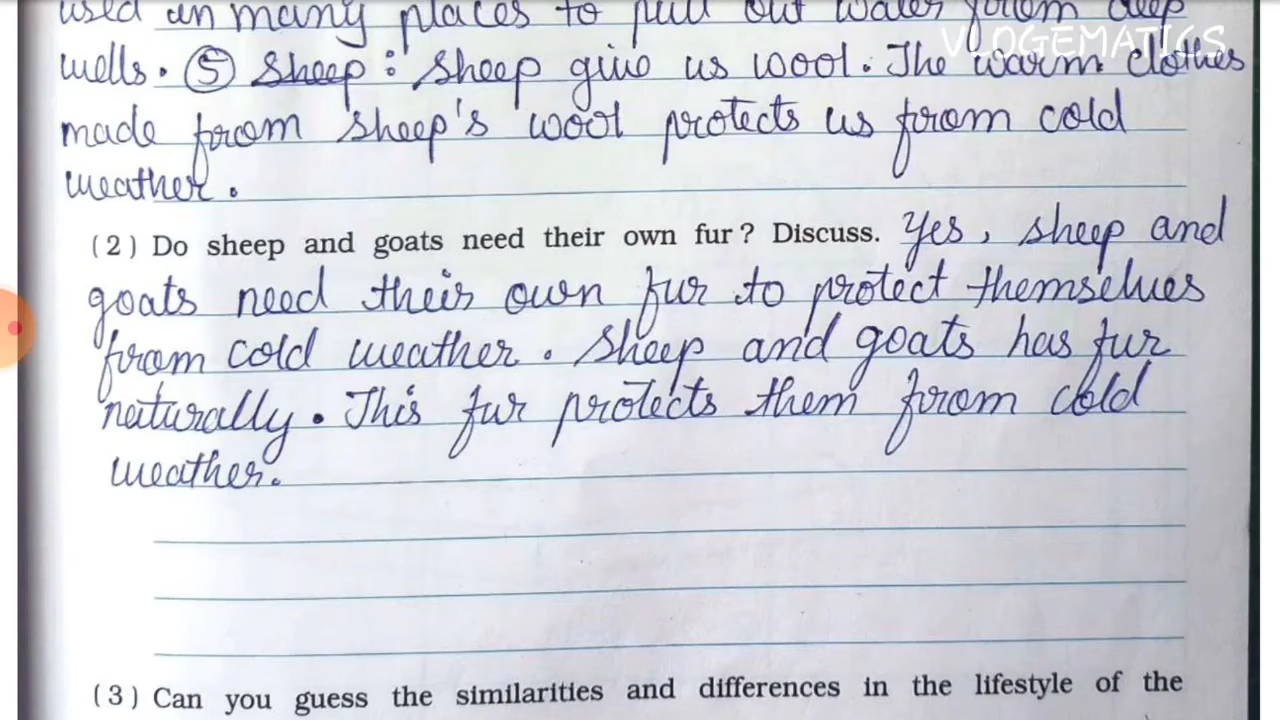 used in many places to pull out water from deep
VLOGEMATICS
wells. (5) Sheep : Sheep give us wool. The warm clothes
made from sheep's wool protects us from cold
weather.
(2) Do sheep and goats need their own fur? Discuss. Yes, sheep and
goats need their own fur to protect themselves
from cold weather. Sheep and goats has fur
naturally. This fur protects them from cold
weather.
(3) Can you guess the similarities and differences in the lifestyle of the